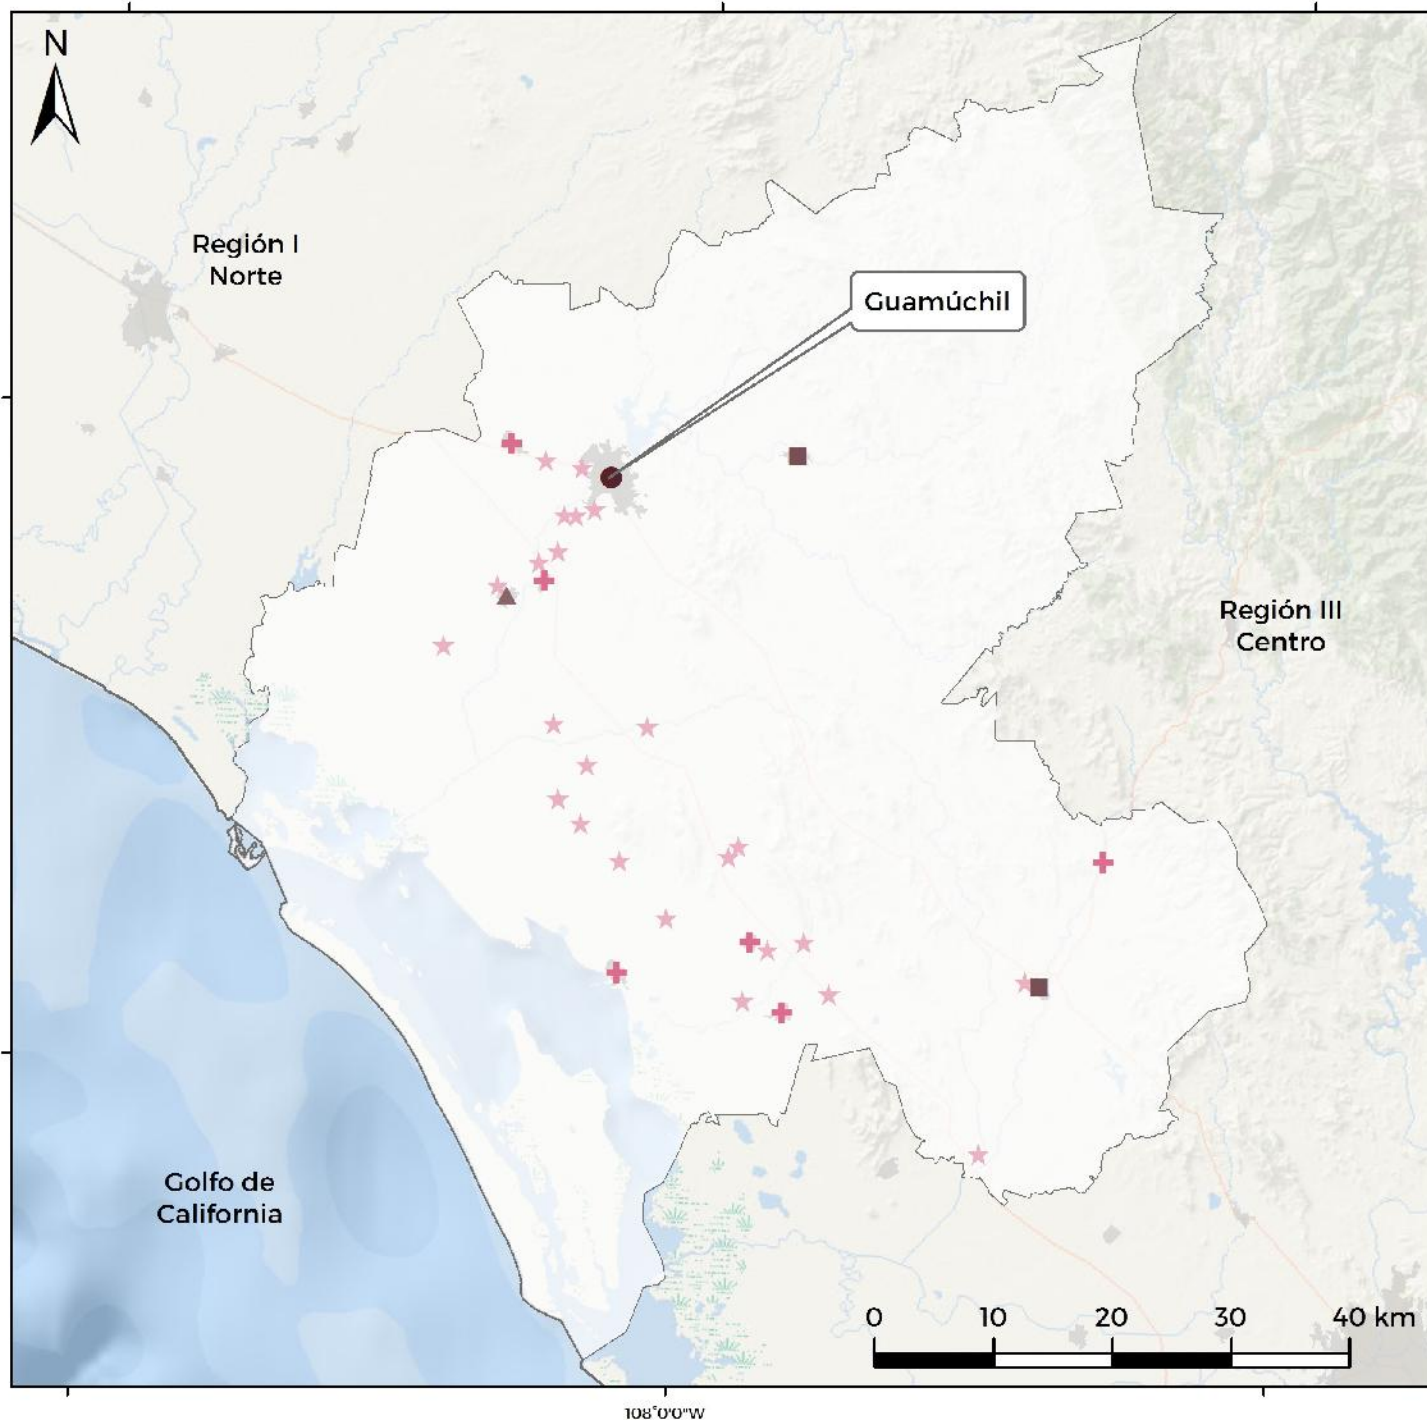 N
Región I
Norte
Guamúchil
Región III
Centro
Golfo de
California
0 10 20 30 40 km
108°0'0"W